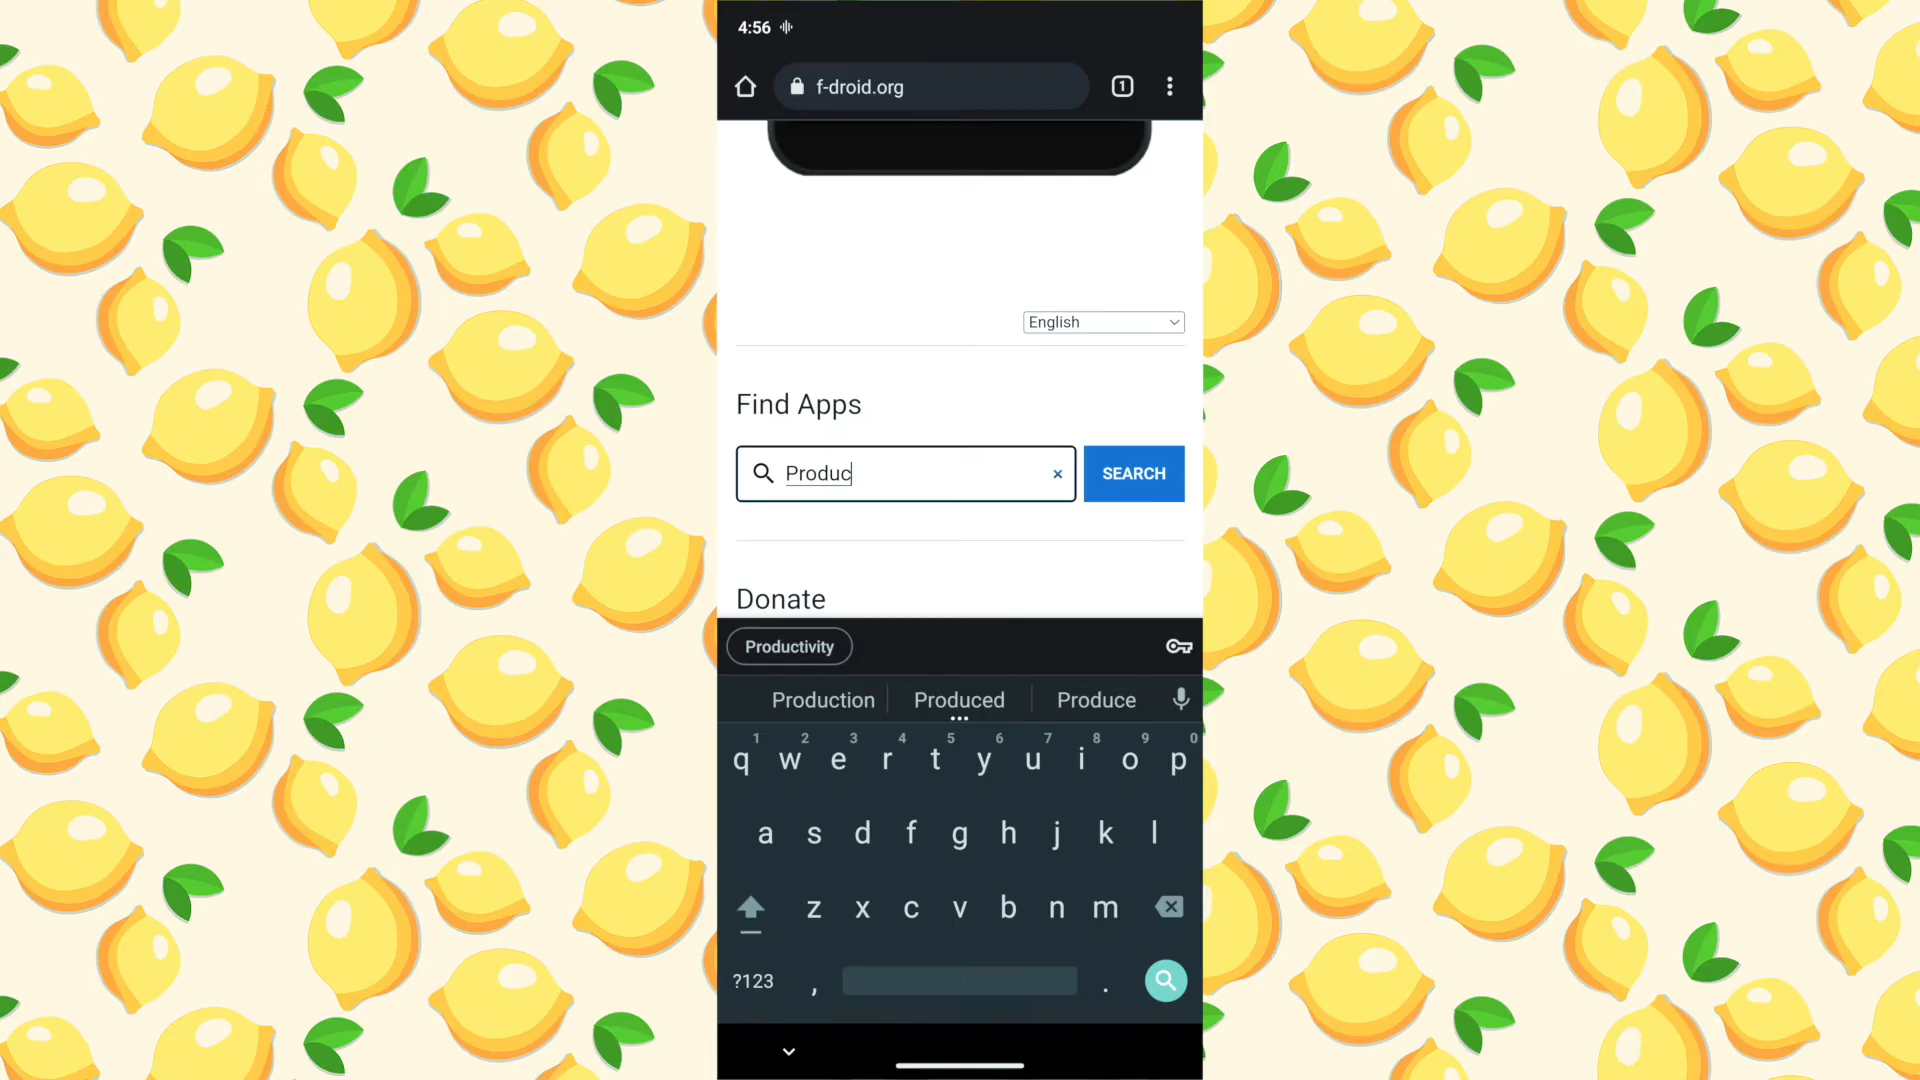 4:56
f-droid.org
1
English
Find Apps
Produc
×
SEARCH
Donate
Productivity
Production
Produced
Produce
1 2 3 4 5 6 7 8 9 0
q w e r t y u i o p
a s d f g h j k l
z x c v b n m
?123 , .